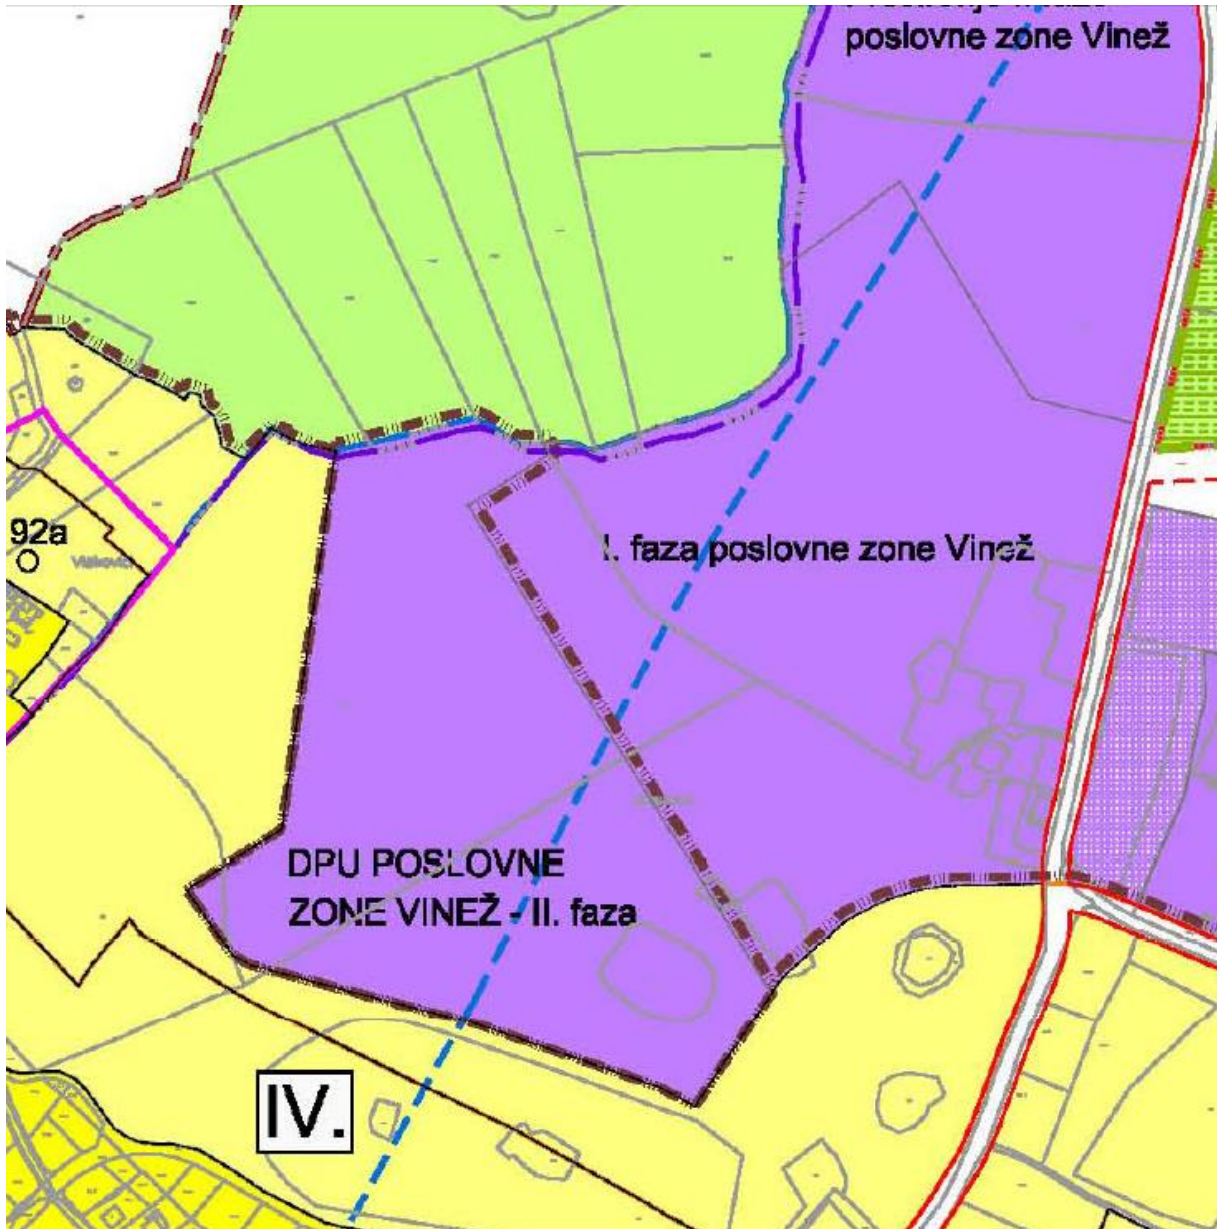 poslovne zone Vinež
92a
I. faza poslovne zone Vinež
DPU POSLOVNE
ZONE VINEŽ - II. faza
IV.